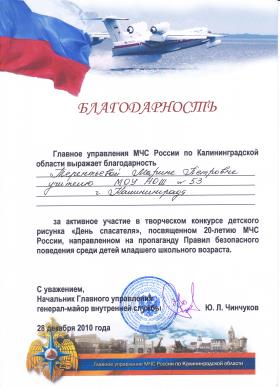 БЛАГОДАРНОСТЬ
Главное управления МЧС России по Калининградской
области выражает благодарность
Терентьевой Марине Петровне
учителю МОУ НОШ № 53
г. Калининграда
за активное участие в творческом конкурсе детского
рисунка «День спасателя», посвященном 20-летию МЧС
России, направленном на пропаганду Правил безопасного
поведения среди детей младшего школьного возраста.
С уважением,
Начальник Главного управления
генерал-майор внутренней службы Ю. Л. Чинчуков
28 декабря 2010 года
Главное управление МЧС России по Калининградской области